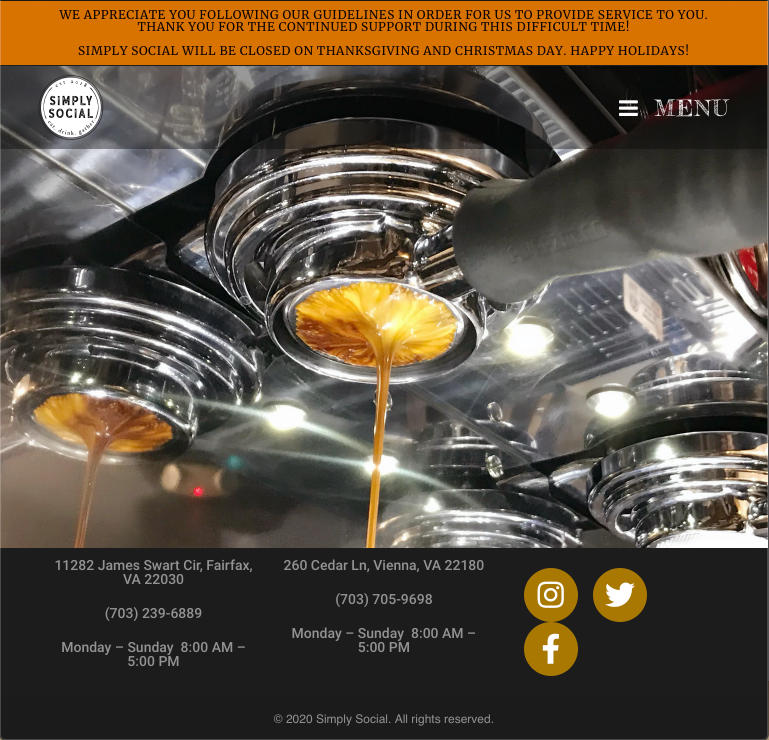 WE APPRECIATE YOU FOLLOWING OUR GUIDELINES IN ORDER FOR US TO PROVIDE SERVICE TO YOU.
THANK YOU FOR THE CONTINUED SUPPORT DURING THIS DIFFICULT TIME!
SIMPLY SOCIAL WILL BE CLOSED ON THANKSGIVING AND CHRISTMAS DAY. HAPPY HOLIDAYS!
SIMPLY
SOCIAL
eat. drink. gather
MENU
11282 James Swart Cir, Fairfax,
VA 22030
(703) 239-6889
Monday – Sunday  8:00 AM –
5:00 PM
260 Cedar Ln, Vienna, VA 22180
(703) 705-9698
Monday – Sunday  8:00 AM –
5:00 PM
© 2020 Simply Social. All rights reserved.